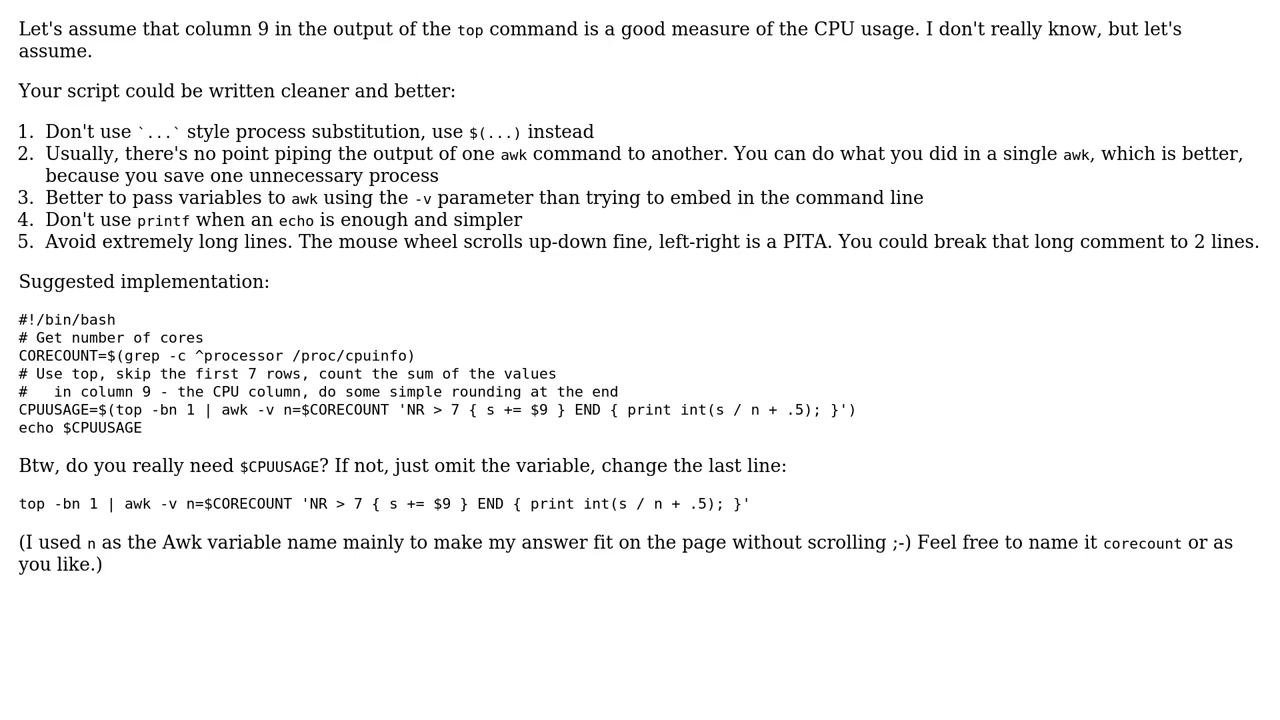 Let's assume that column 9 in the output of the top command is a good measure of the CPU usage. I don't really know, but let's
assume.
Your script could be written cleaner and better:
1. Don't use `...` style process substitution, use $(...) instead
2. Usually, there's no point piping the output of one awk command to another. You can do what you did in a single awk, which is better,
because you save one unnecessary process
3. Better to pass variables to awk using the -v parameter than trying to embed in the command line
4. Don't use printf when an echo is enough and simpler
5. Avoid extremely long lines. The mouse wheel scrolls up-down fine, left-right is a PITA. You could break that long comment to 2 lines.
Suggested implementation:
#!/bin/bash
# Get number of cores
CORECOUNT=$(grep -c ^processor /proc/cpuinfo)
# Use top, skip the first 7 rows, count the sum of the values
#   in column 9 - the CPU column, do some simple rounding at the end
CPUUSAGE=$(top -bn 1 | awk -v n=$CORECOUNT 'NR > 7 { s += $9 } END { print int(s / n + .5); }')
echo $CPUUSAGE
Btw, do you really need $CPUUSAGE? If not, just omit the variable, change the last line:
top -bn 1 | awk -v n=$CORECOUNT 'NR > 7 { s += $9 } END { print int(s / n + .5); }'
(I used n as the Awk variable name mainly to make my answer fit on the page without scrolling ;-) Feel free to name it corecount or as
you like.)